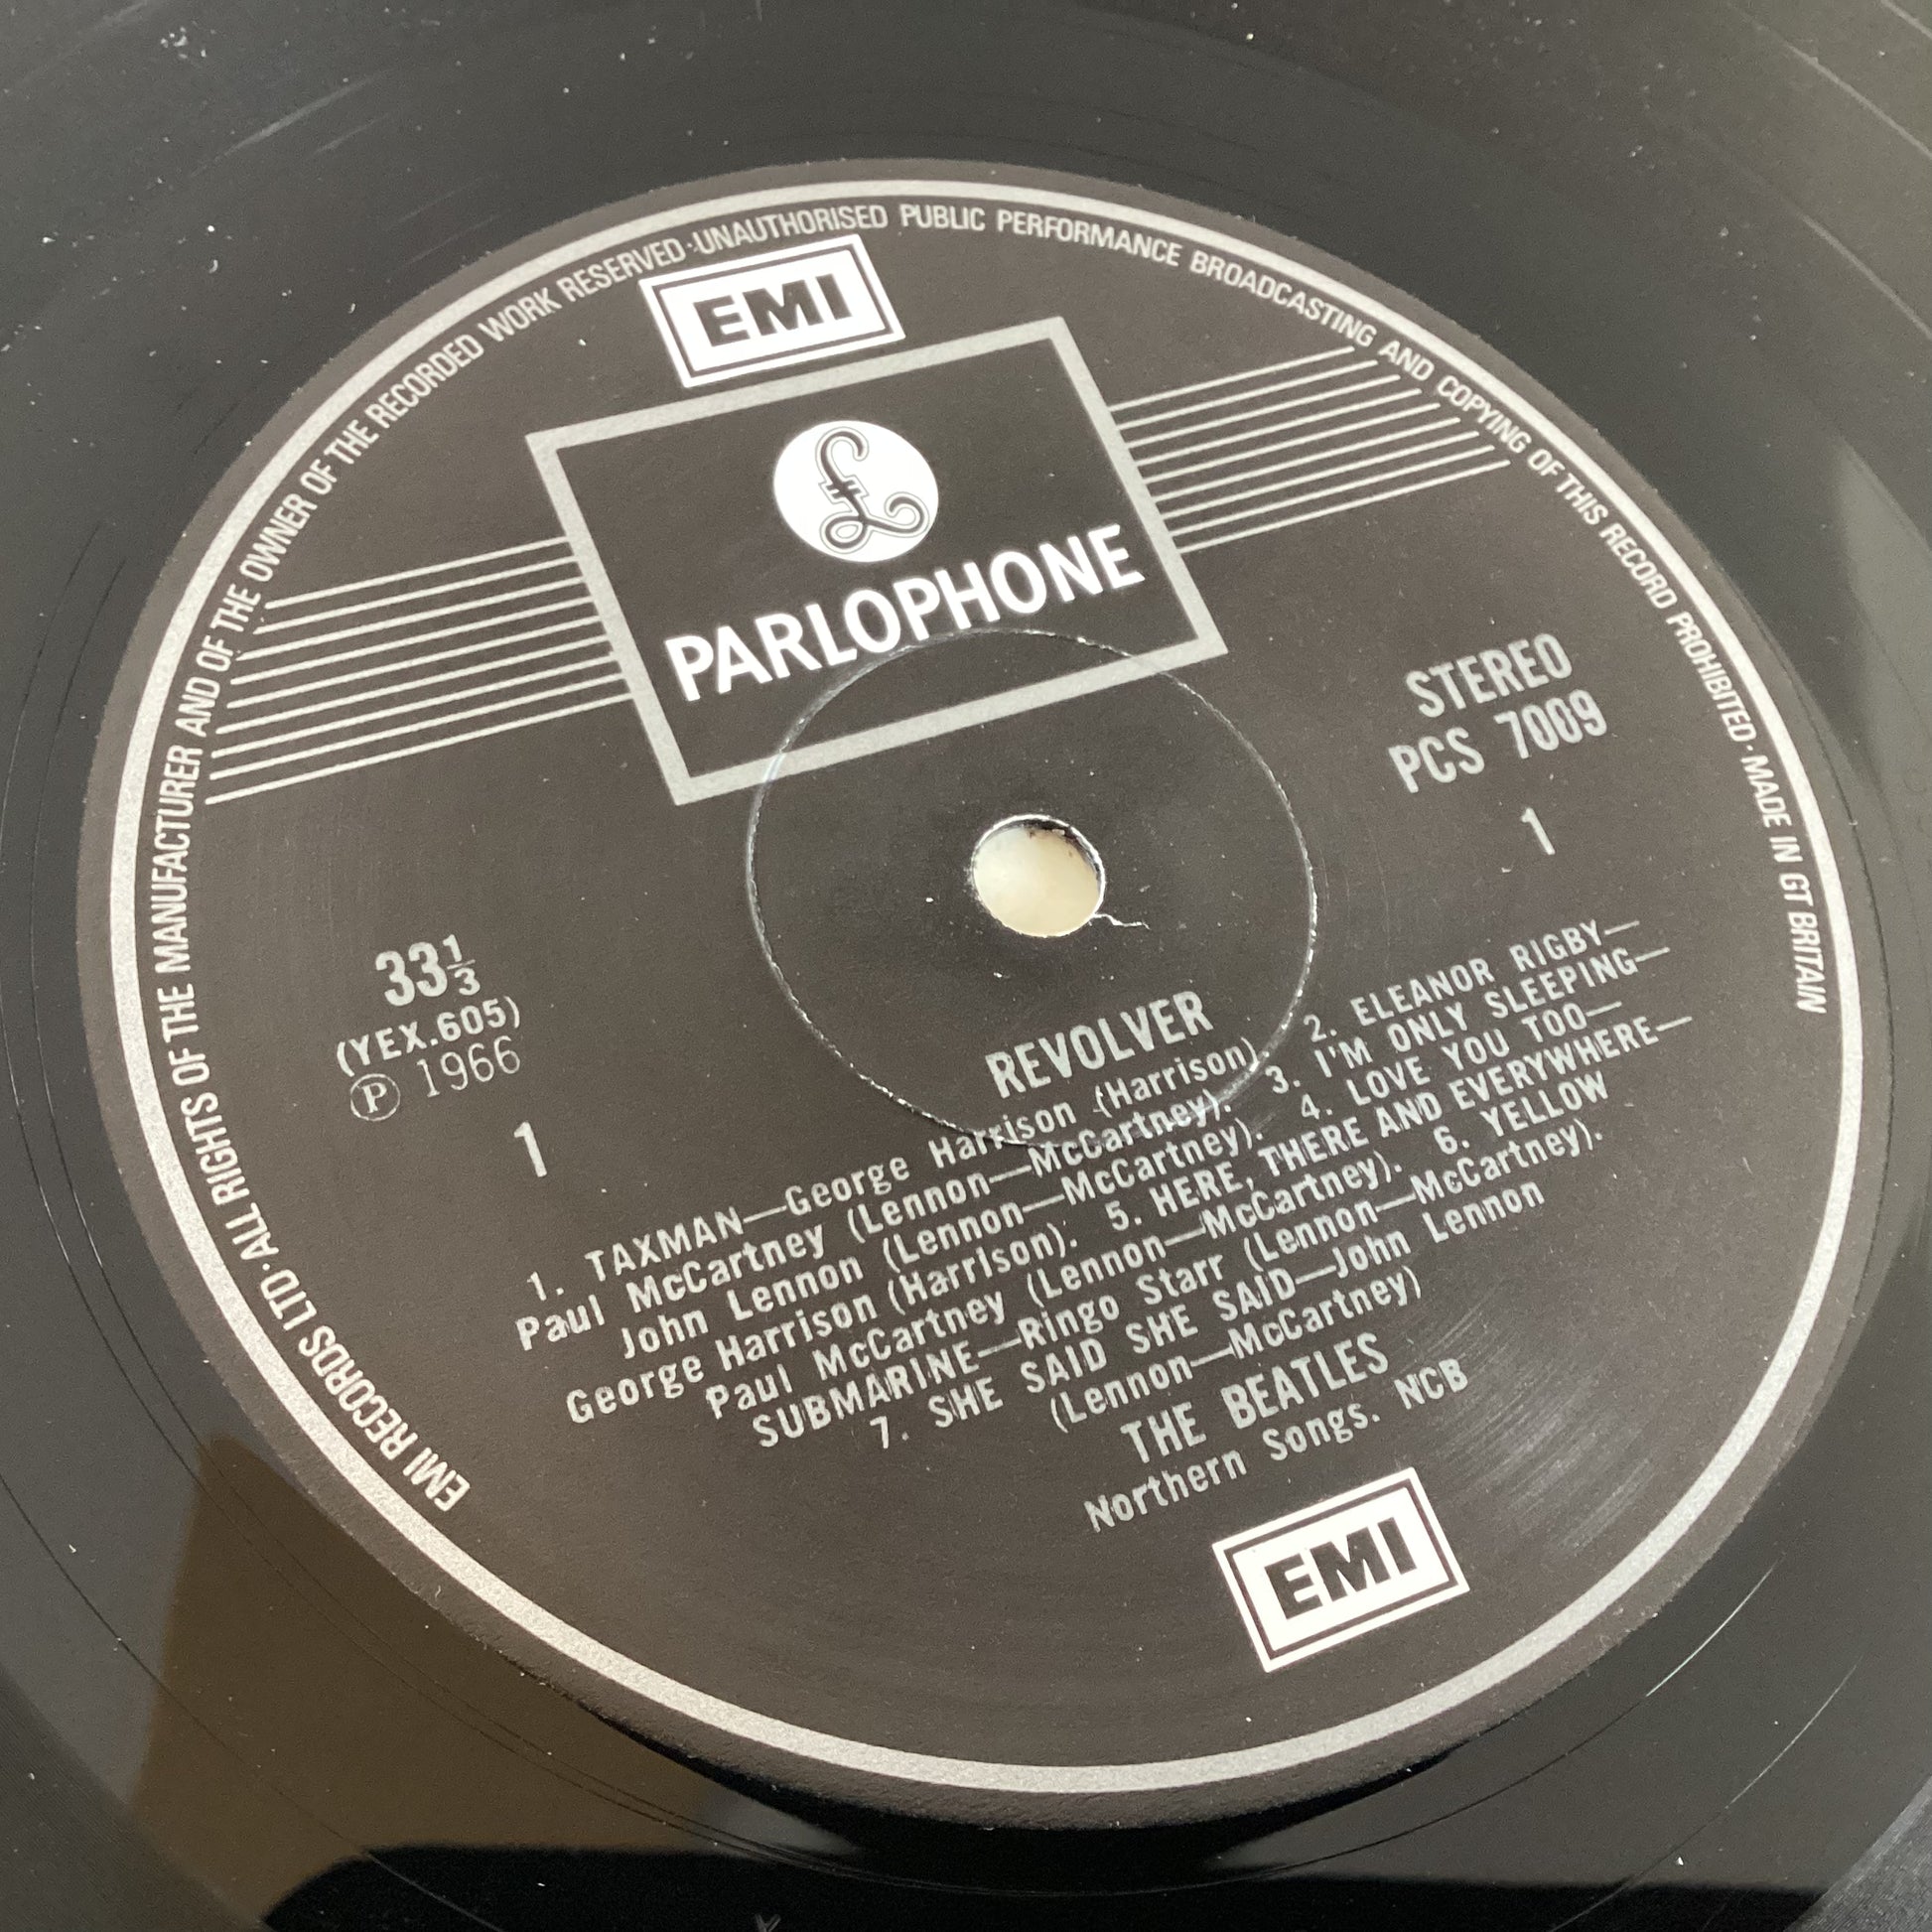 EMI RECORDS LTD·ALL RIGHTS OF THE MANUFACTURER AND OF THE OWNER OF THE RECORDED WORK RESERVED·UNAUTHORISED PUBLIC PERFORMANCE BROADCASTING AND COPYING OF THIS RECORD PROHIBITED·MADE IN GT BRITAIN
EMI
£
PARLOPHONE
STEREO
PCS 7009
1
33⅓
(YEX.605)
Ⓟ 1966
1
REVOLVER
1. TAXMAN—George Harrison (Harrison). 2. ELEANOR RIGBY—
Paul McCartney (Lennon—McCartney). 3. I'M ONLY SLEEPING—
John Lennon (Lennon—McCartney). 4. LOVE YOU TOO—
George Harrison (Harrison). 5. HERE, THERE AND EVERYWHERE—
Paul McCartney (Lennon—McCartney). 6. YELLOW
SUBMARINE—Ringo Starr (Lennon—McCartney).
7. SHE SAID SHE SAID—John Lennon
(Lennon—McCartney)
THE BEATLES
Northern Songs. NCB
EMI